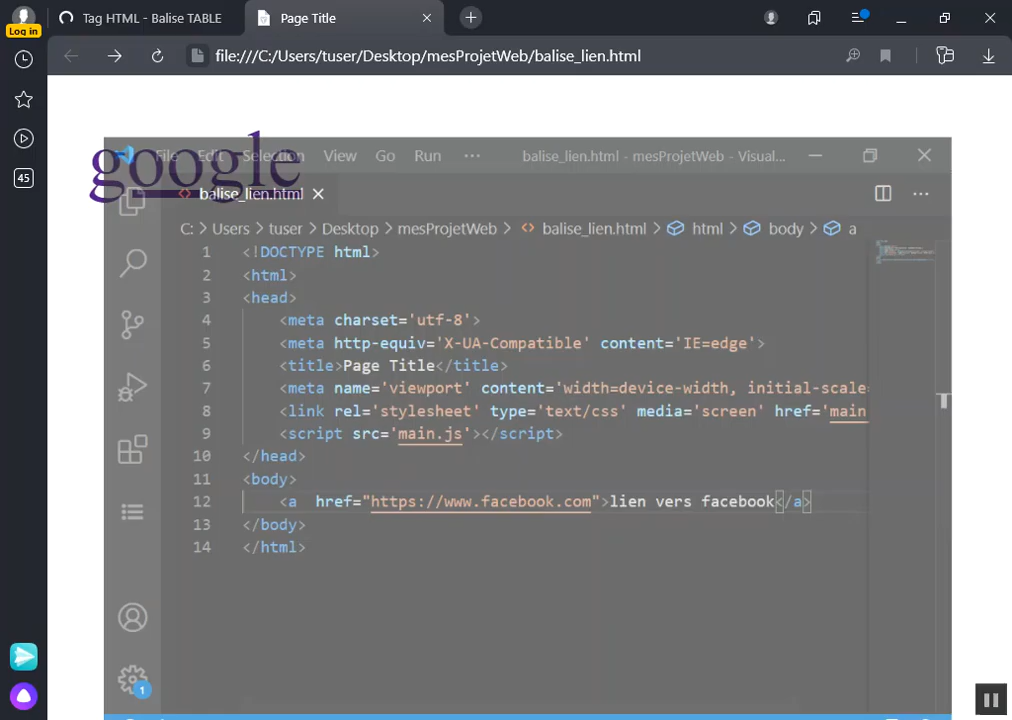 Tag HTML - Balise TABLE
Page Title
Log in
file:///C:/Users/tuser/Desktop/mesProjetWeb/balise_lien.html
45
google
File Edit Selection View Go Run ··· balise_lien.html - mesProjetWeb - Visual...
balise_lien.html
C: > Users > tuser > Desktop > mesProjetWeb > balise_lien.html > html > body > a
1 <!DOCTYPE html>
2 <html>
3 <head>
4 <meta charset='utf-8'>
5 <meta http-equiv='X-UA-Compatible' content='IE=edge'>
6 <title>Page Title</title>
7 <meta name='viewport' content='width=device-width, initial-scale=
8 <link rel='stylesheet' type='text/css' media='screen' href='main
9 <script src='main.js'></script>
10 </head>
11 <body>
12 <a  href="https://www.facebook.com">lien vers facebook</a>
13 </body>
14 </html>
1